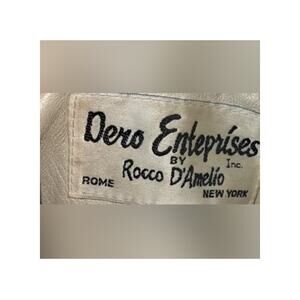 Dero Enteprises
BY Inc.
Rocco D'Amelio
ROME NEW YORK